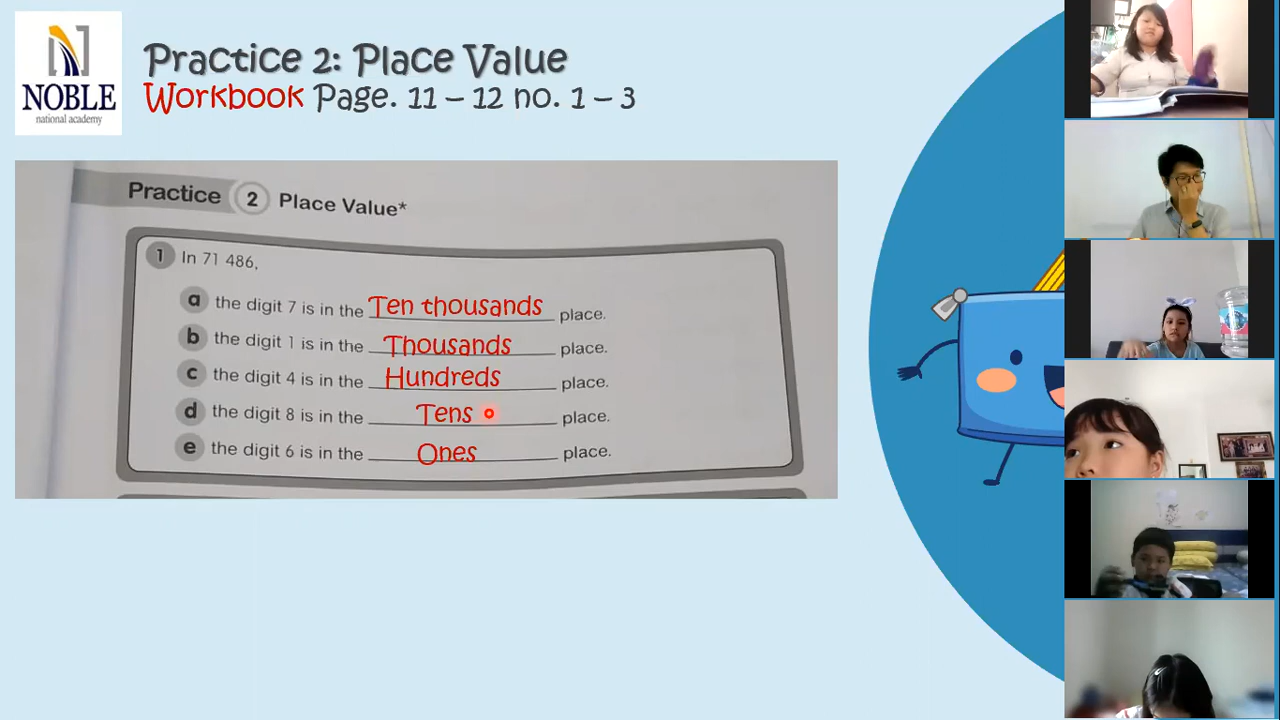 NOBLE
national academy
Practice 2: Place Value
Workbook Page. 11 – 12 no. 1 – 3
Practice 2 Place Value*
1 In 71 486,
a the digit 7 is in the Ten thousands place.
b the digit 1 is in the Thousands place.
c the digit 4 is in the Hundreds place.
d the digit 8 is in the Tens place.
e the digit 6 is in the Ones place.